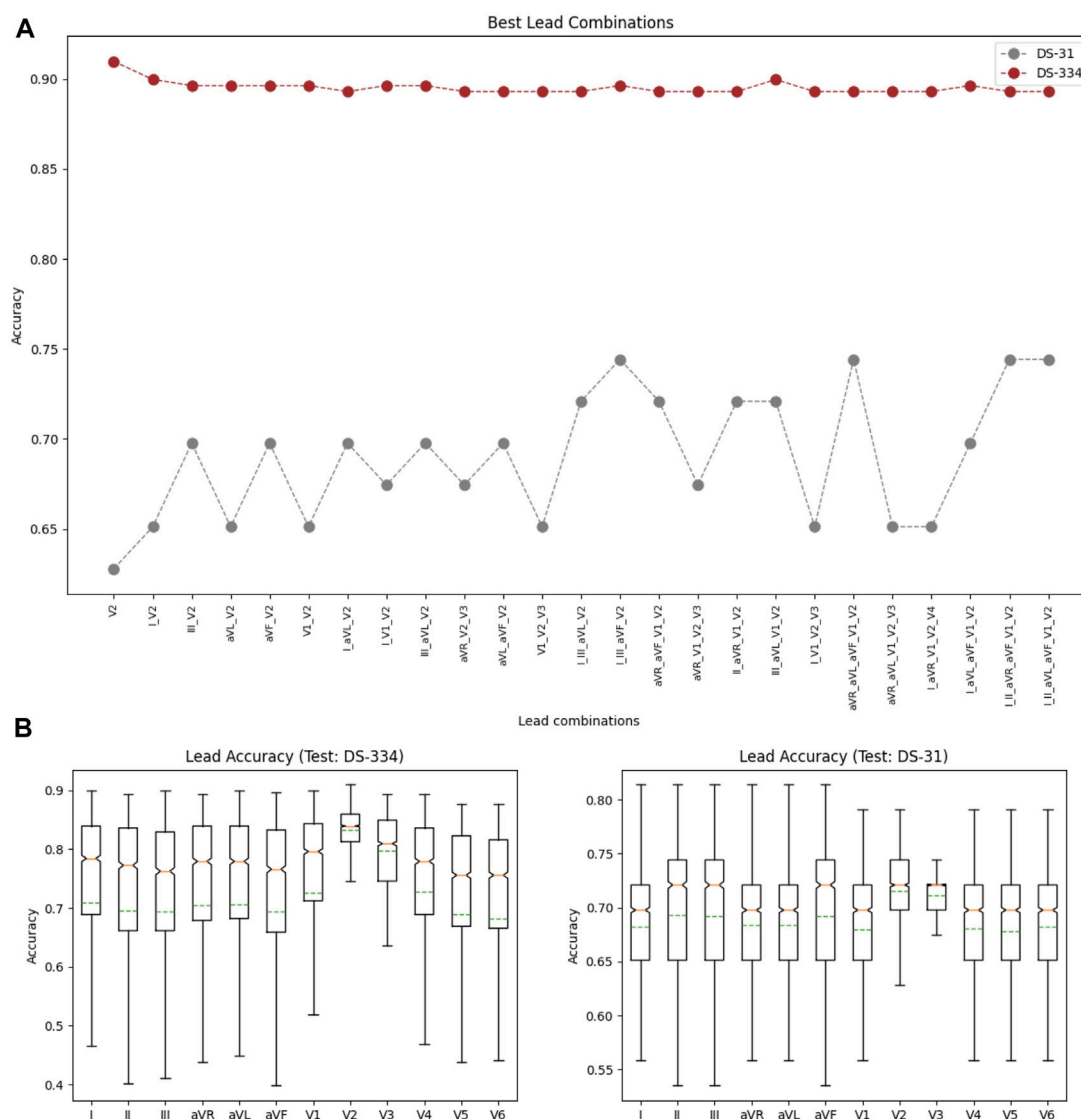 A
Best Lead Combinations
DS-31
DS-334
Accuracy
0.90
0.85
0.80
0.75
0.70
0.65
V2
I_V2
III_V2
aVL_V2
aVF_V2
V1_V2
I_aVL_V2
I_V1_V2
III_aVL_V2
aVR_V2_V3
aVL_aVF_V2
V1_V2_V3
I_III_aVL_V2
I_III_aVF_V2
aVR_aVF_V1_V2
aVR_V1_V2_V3
II_aVR_V1_V2
III_aVL_V1_V2
I_V1_V2_V3
aVR_aVL_aVF_V1_V2
aVR_aVL_V1_V2_V3
I_aVR_V1_V2_V4
I_aVL_aVF_V1_V2
I_II_aVR_aVF_V1_V2
I_II_aVL_aVF_V1_V2
Lead combinations
B
Lead Accuracy (Test: DS-334)
Accuracy
0.9
0.8
0.7
0.6
0.5
0.4
I II III aVR aVL aVF V1 V2 V3 V4 V5 V6
Lead Accuracy (Test: DS-31)
Accuracy
0.80
0.75
0.70
0.65
0.60
0.55
I II III aVR aVL aVF V1 V2 V3 V4 V5 V6